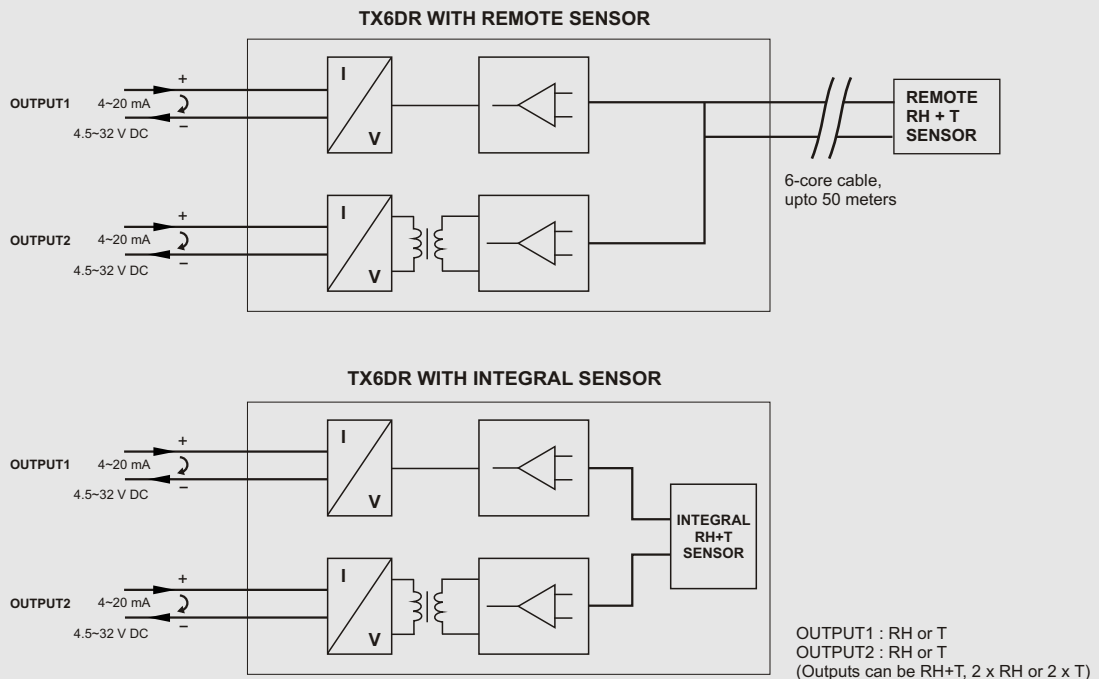 TX6DR WITH REMOTE SENSOR
I
V
+
OUTPUT1 4~20 mA
–
4.5~32 V DC
REMOTE
RH + T
SENSOR
6-core cable,
upto 50 meters
I
V
+
OUTPUT2 4~20 mA
–
4.5~32 V DC
TX6DR WITH INTEGRAL SENSOR
I
V
+
OUTPUT1 4~20 mA
–
4.5~32 V DC
INTEGRAL
RH+T
SENSOR
I
V
+
OUTPUT2 4~20 mA
–
4.5~32 V DC
OUTPUT1 : RH or T
OUTPUT2 : RH or T
(Outputs can be RH+T, 2 x RH or 2 x T)